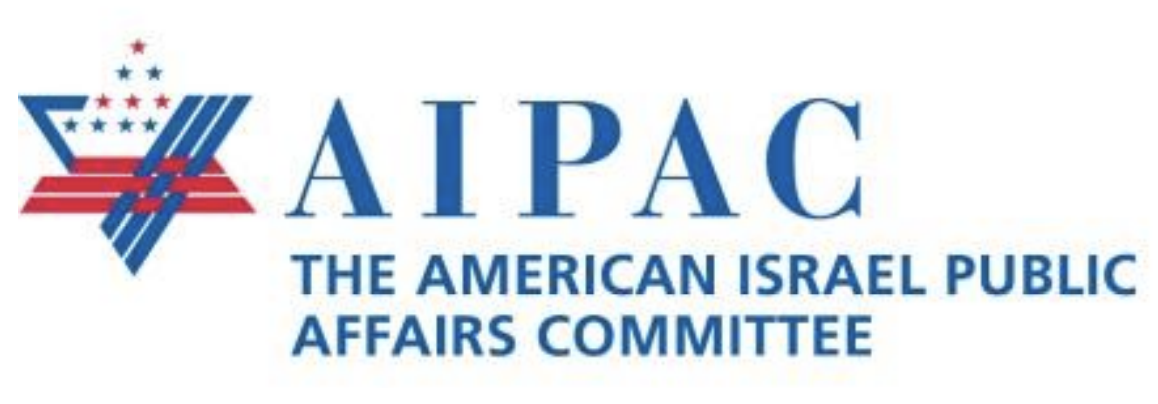 AIPAC
THE AMERICAN ISRAEL PUBLIC
AFFAIRS COMMITTEE